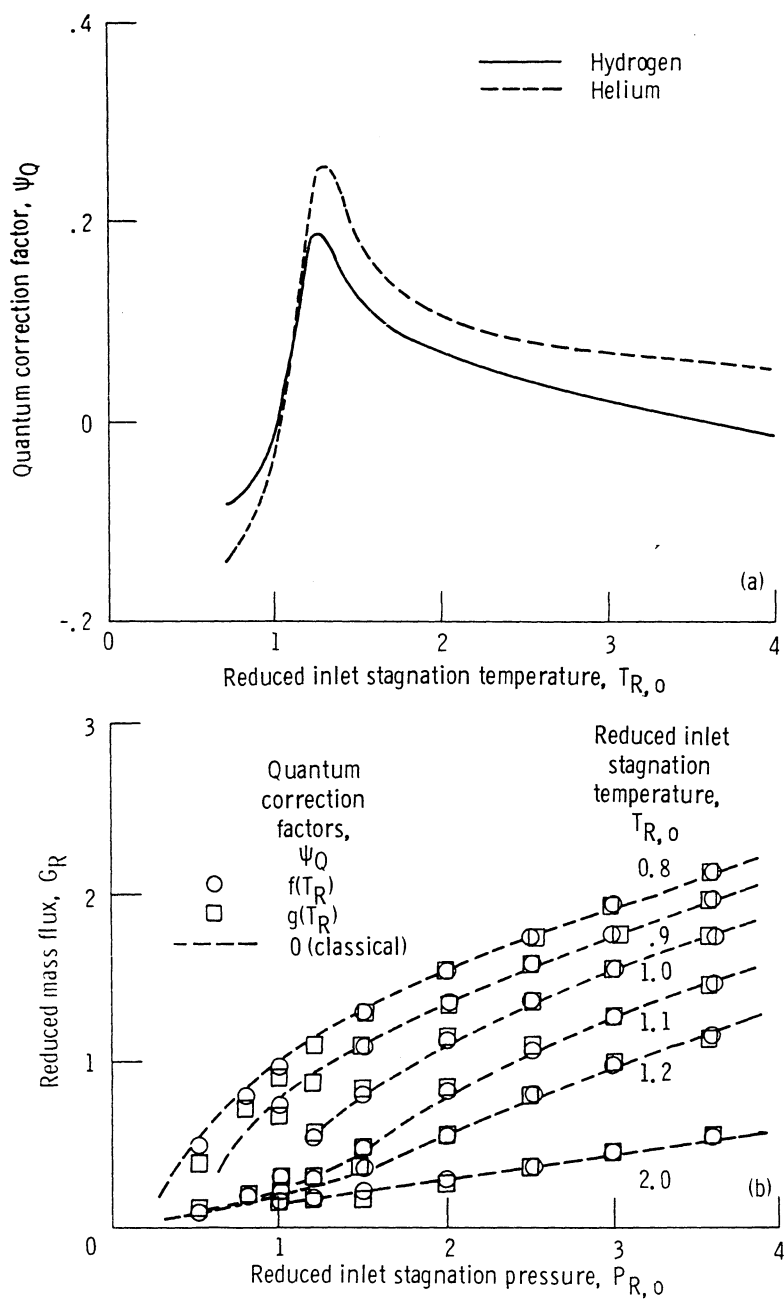 .4
Hydrogen
Helium
.2
0
-.2
Quantum correction factor, ψQ
(a)
0 1 2 3 4
Reduced inlet stagnation temperature, TR,o
3
2
1
0
Reduced mass flux, GR
Quantum
correction
factors,
ψQ
f(TR)
g(TR)
0 (classical)
Reduced inlet
stagnation
temperature,
TR,o
0.8
.9
1.0
1.1
1.2
2.0
(b)
1 2 3 4
Reduced inlet stagnation pressure, PR,o